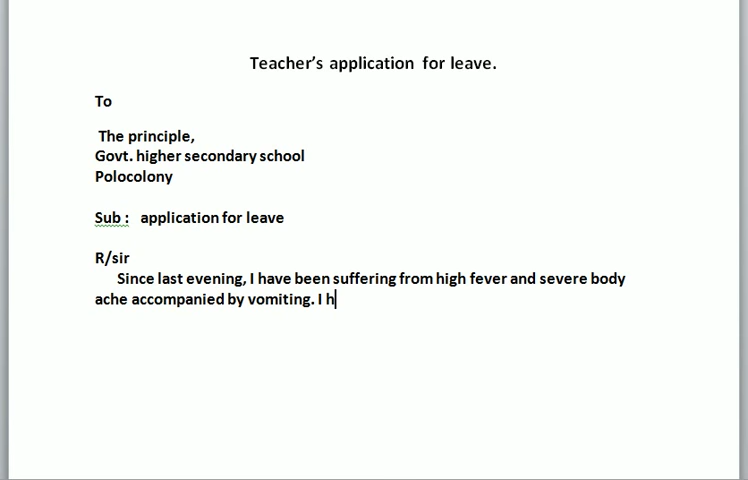 Teacher’s application for leave.
To
The principle,
Govt. higher secondary school
Polocolony
Sub : application for leave
R/sir
Since last evening, I have been suffering from high fever and severe body
ache accompanied by vomiting. I h